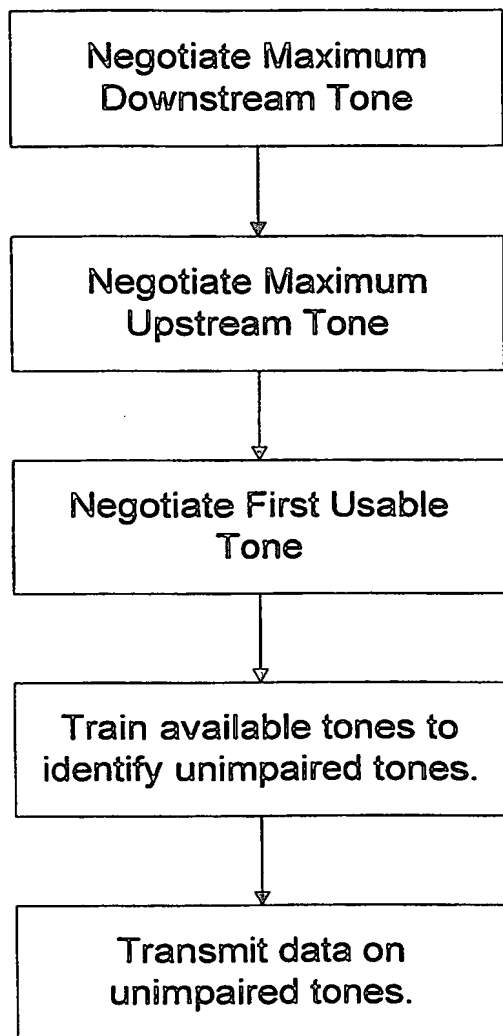 Negotiate Maximum
Downstream Tone
Negotiate Maximum
Upstream Tone
Negotiate First Usable
Tone
Train available tones to
identify unimpaired tones.
Transmit data on
unimpaired tones.